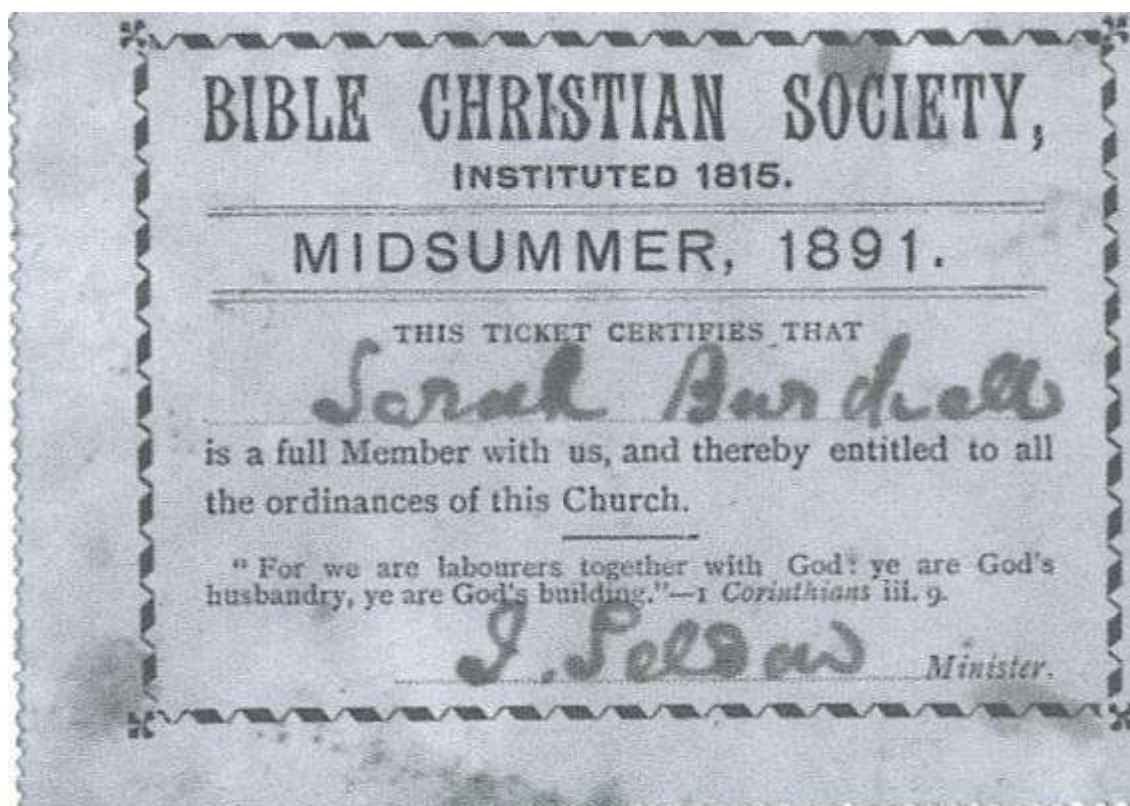 BIBLE CHRISTIAN SOCIETY,
INSTITUTED 1815.
MIDSUMMER, 1891.
THIS TICKET CERTIFIES THAT
Sarah Burchell
is a full Member with us, and thereby entitled to all
the ordinances of this Church.
"For we are labourers together with God: ye are God's
husbandry, ye are God's building."—1 Corinthians iii. 9.
Minister.